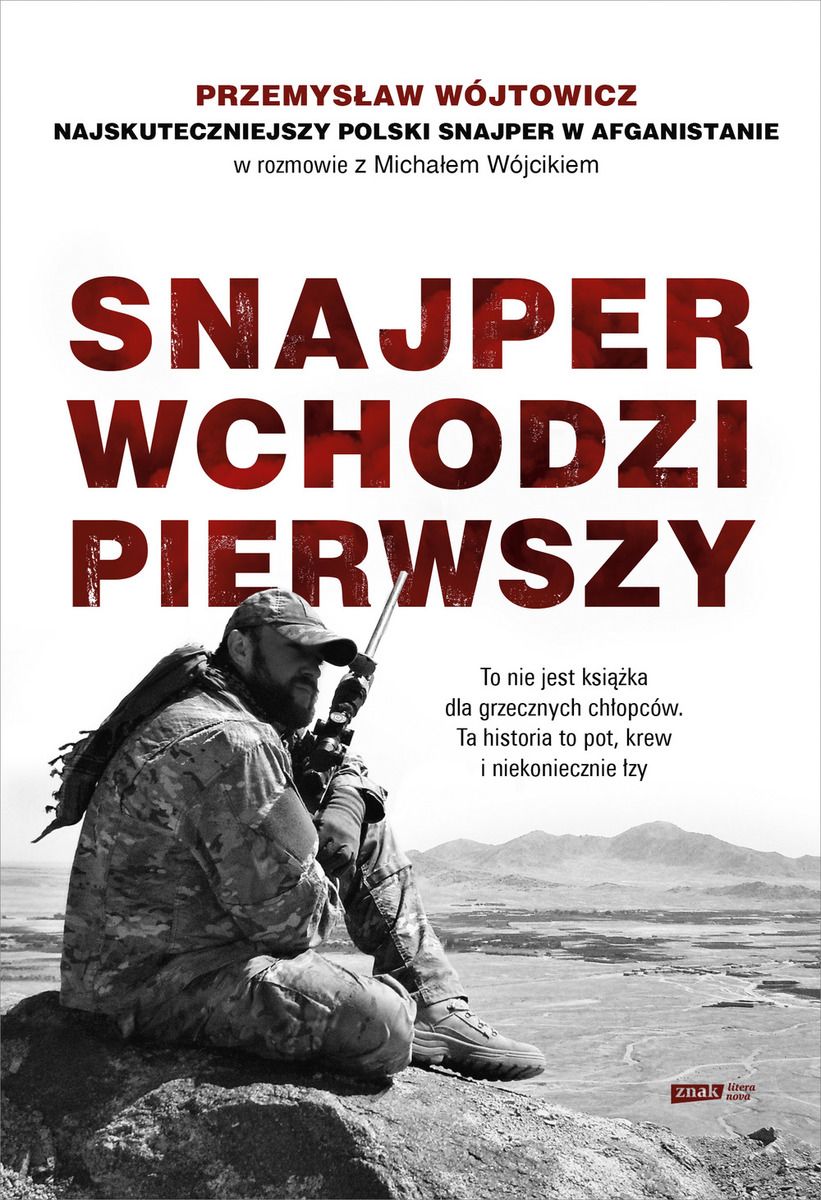 PRZEMYSŁAW WÓJTOWICZ
NAJSKUTECZNIEJSZY POLSKI SNAJPER W AFGANISTANIE
w rozmowie z Michałem Wójcikiem
SNAJPER
WCHODZI
PIERWSZY
To nie jest książka
dla grzecznych chłopców.
Ta historia to pot, krew
i niekoniecznie łzy
znak litera
nova